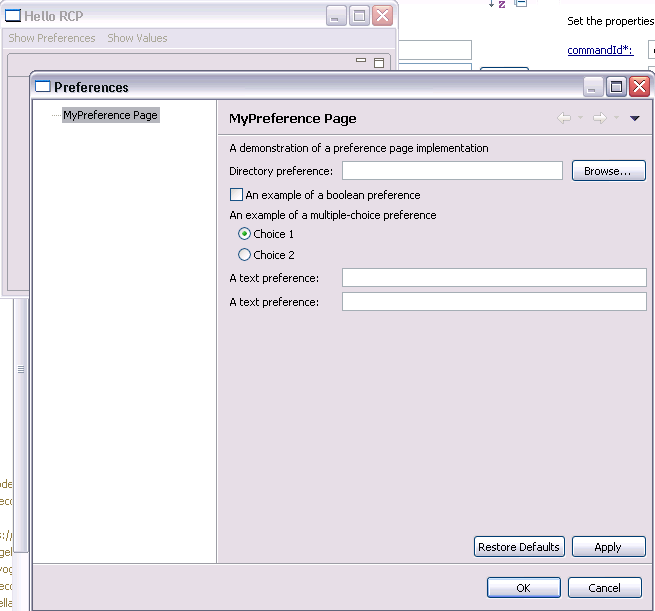 Hello RCP
Show Preferences Show Values
Set the properties
commandId*:
Preferences
MyPreference Page
MyPreference Page
A demonstration of a preference page implementation
Directory preference:
Browse...
An example of a boolean preference
An example of a multiple-choice preference
Choice 1
Choice 2
A text preference:
A text preference:
Restore Defaults Apply
OK Cancel